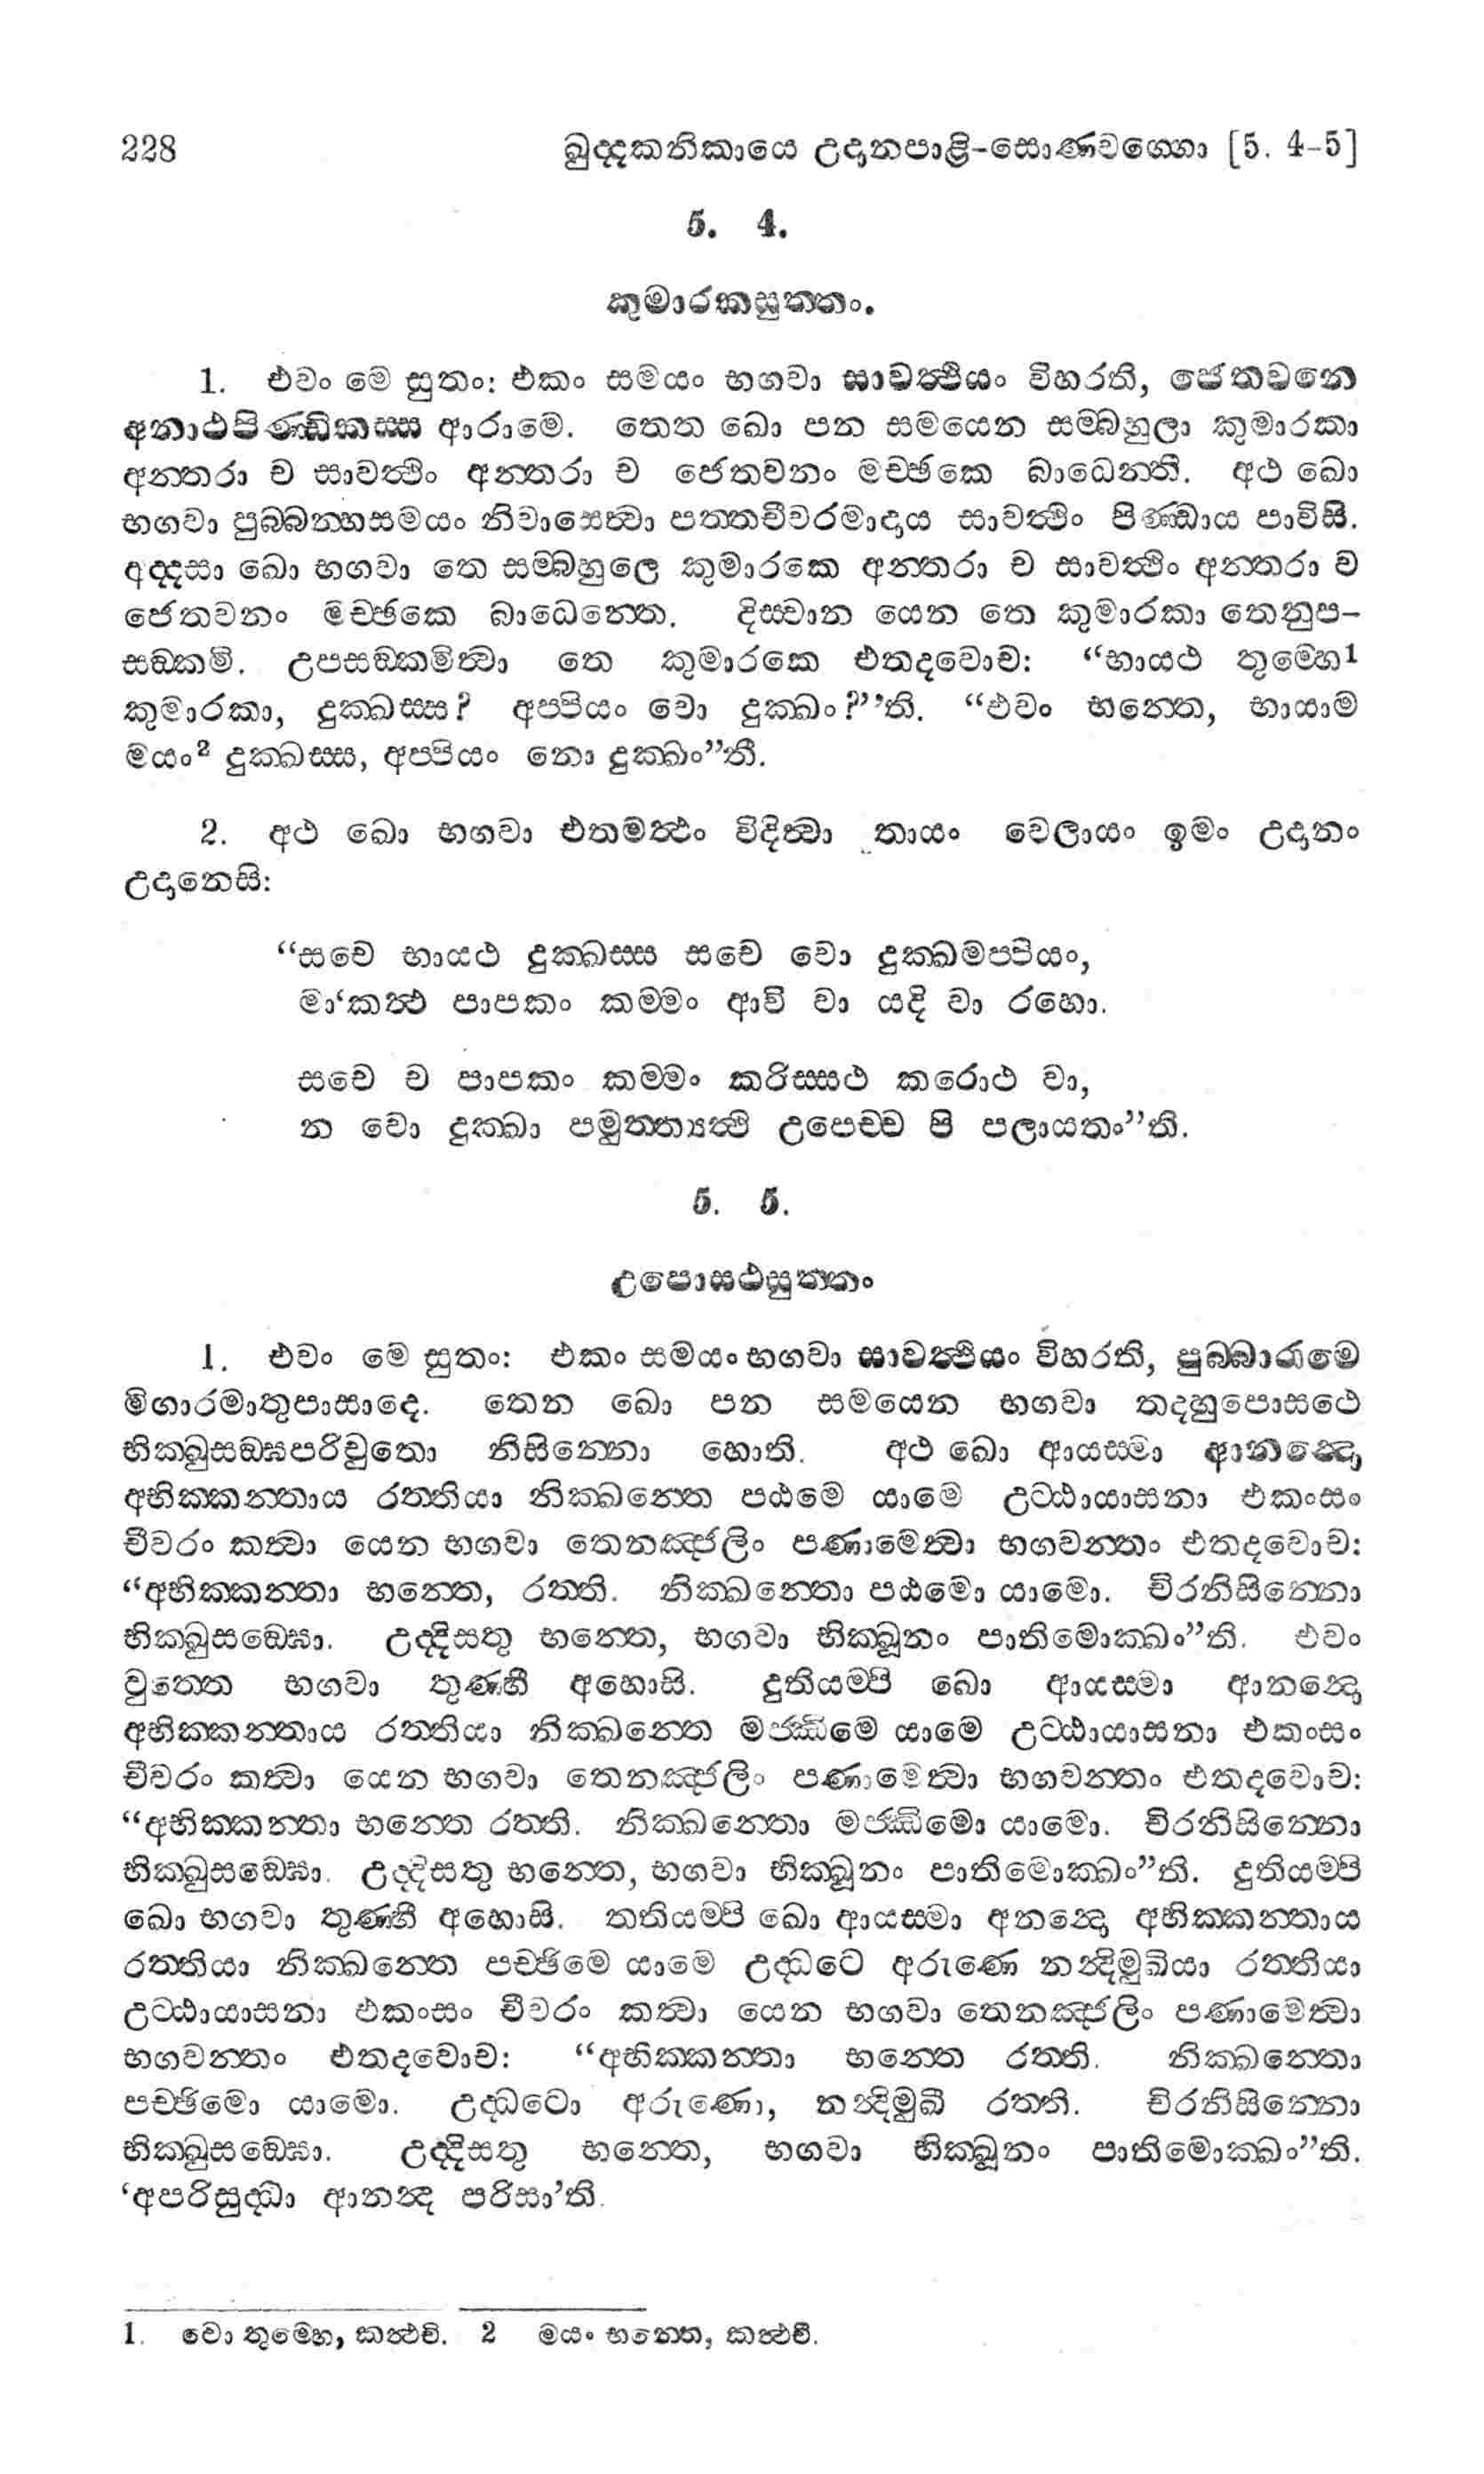 228 ඛුද්දකනිකායෙ උදානපාළි-සොණවග්ගො [5. 4-5]
5. 4.
කුමාරකසුත්තං.
1. එවං මෙ සුතං: එකං සමයං භගවා සාවත්ථියං විහරති, ජෙතවනෙ
අනාථපිණ්ඩිකස්ස ආරාමෙ. තෙන ඛො පන සමයෙන සම්බහුලා කුමාරකා
අන්තරා ච සාවත්ථිං අන්තරා ච ජෙතවනං මච්ඡකෙ බාධෙන්ති. අථ ඛො
භගවා පුබ්බන්හසමයං නිවාසෙත්වා පත්තචීවරමාදාය සාවත්ථිං පිණ්ඩාය පාවිසි.
අද්දසා ඛො භගවා තෙ සම්බහුලෙ කුමාරකෙ අන්තරා ච සාවත්ථිං අන්තරා ච
ජෙතවනං මච්ඡකෙ බාධෙන්තෙ. දිස්වාන යෙන තෙ කුමාරකා තෙනුප-
සඞ්කමි. උපසඞ්කමිත්වා තෙ කුමාරකෙ එතදවොච: “භායථ තුම්හෙ1
කුමාරකා, දුක්ඛස්ස? අප්පියං වො දුක්ඛං?”ති. “එවං භන්තෙ, භායාම
මයං2 දුක්ඛස්ස, අප්පියං නො දුක්ඛං”තී.
2. අථ ඛො භගවා එතමත්ථං විදිත්වා තායං වෙලායං ඉමං උදානං
උදානෙසි:
“සචෙ භායථ දුක්ඛස්ස සචෙ වො දුක්ඛමප්පියං,
මා‘කත්ථ පාපකං කම්මං ආවි වා යදි වා රහො.
සචෙ ච පාපකං කම්මං කරිස්සථ කරොථ වා,
න වො දුක්ඛා පමුත්ත්‍යත්ථි උපෙච්ච පි පලායතං”ති.
5. 5.
උපොසථසුත්තං
1. එවං මෙ සුතං: එකං සමයං භගවා සාවත්ථියං විහරති, පුබ්බාරාමෙ
මිගාරමාතුපාසාදෙ. තෙන ඛො පන සමයෙන භගවා තදහුපොසථෙ
භික්ඛුසඞ්ඝපරිවුතො නිසින්නො හොති. අථ ඛො ආයස්මා ආනන්දො
අභික්කන්තාය රත්තියා නික්ඛන්තෙ පඨමෙ යාමෙ උට්ඨායාසනා එකංසං
චීවරං කත්වා යෙන භගවා තෙනඤ්ජලිං පණාමෙත්වා භගවන්තං එතදවොච:
“අභික්කන්තා භන්තෙ, රත්ති. නික්ඛන්තො පඨමො යාමො. චිරනිසින්නො
භික්ඛුසඞ්ඝො. උද්දිසතු භන්තෙ, භගවා භික්ඛූනං පාතිමොක්ඛං”ති. එවං
වුත්තෙ භගවා තුණ්හී අහොසි. දුතියම්පි ඛො ආයස්මා ආනන්දො
අභික්කන්තාය රත්තියා නික්ඛන්තෙ මජ්ඣිමෙ යාමෙ උට්ඨායාසනා එකංසං
චීවරං කත්වා යෙන භගවා තෙනඤ්ජලිං පණාමෙත්වා භගවන්තං එතදවොච:
“අභික්කන්තා භන්තෙ රත්ති. නික්ඛන්තො මජ්ඣිමො යාමො. චිරනිසින්නො
භික්ඛුසඞ්ඝො. උද්දිසතු භන්තෙ, භගවා භික්ඛූනං පාතිමොක්ඛං”ති. දුතියම්පි
ඛො භගවා තුණ්හී අහොසි. තතියම්පි ඛො ආයස්මා අනන්දො අභික්කන්තාය
රත්තියා නික්ඛන්තෙ පච්ඡිමෙ යාමෙ උද්ධටෙ අරුණෙ නන්දිමුඛියා රත්තියා
උට්ඨායාසනා එකංසං චීවරං කත්වා යෙන භගවා තෙනඤ්ජලිං පණාමෙත්වා
භගවන්තං එතදවොච: “අභික්කන්තා භන්තෙ රත්ති. නික්ඛන්තො
පච්ඡිමො යාමො. උද්ධටො අරුණො, නන්දිමුඛී රත්ති. චිරනිසින්නො
භික්ඛුසඞ්ඝො. උද්දිසතු භන්තෙ, භගවා භික්ඛූනං පාතිමොක්ඛං”ති.
‘අපරිසුද්ධා ආනන්ද පරිසා’ති.
1. වො තුම්හෙ, කත්ථචි. 2 මයං භන්තෙ, කත්ථචී.